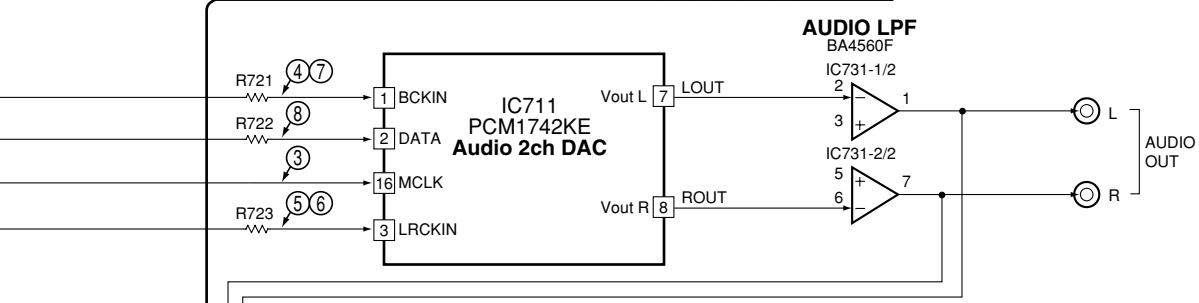 AUDIO LPF
BA4560F
IC731-1/2
R721
④⑦
1 BCKIN
R722
⑧
2 DATA
③
16 MCLK
R723
⑤⑥
3 LRCKIN
IC711
PCM1742KE
Audio 2ch DAC
Vout L 7 LOUT
Vout R 8 ROUT
2
3
1
IC731-2/2
5
6
7
L
R
AUDIO
OUT